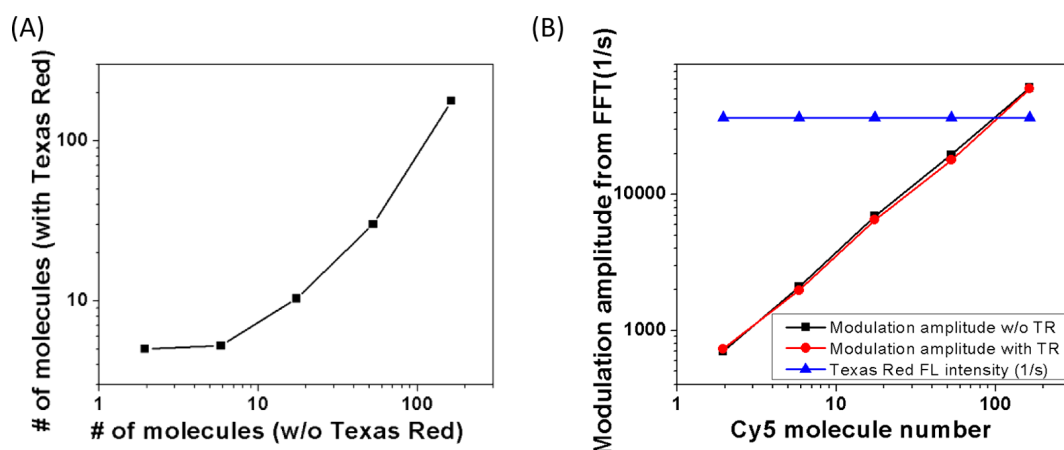 (A)
# of molecules (with Texas Red)
100
10
1
10
100
# of molecules (w/o Texas Red)
(B)
Modulation amplitude from FFT(1/s)
10000
1000
Modulation amplitude w/o TR
Modulation amplitude with TR
Texas Red FL intensity (1/s)
1
10
100
Cy5 molecule number